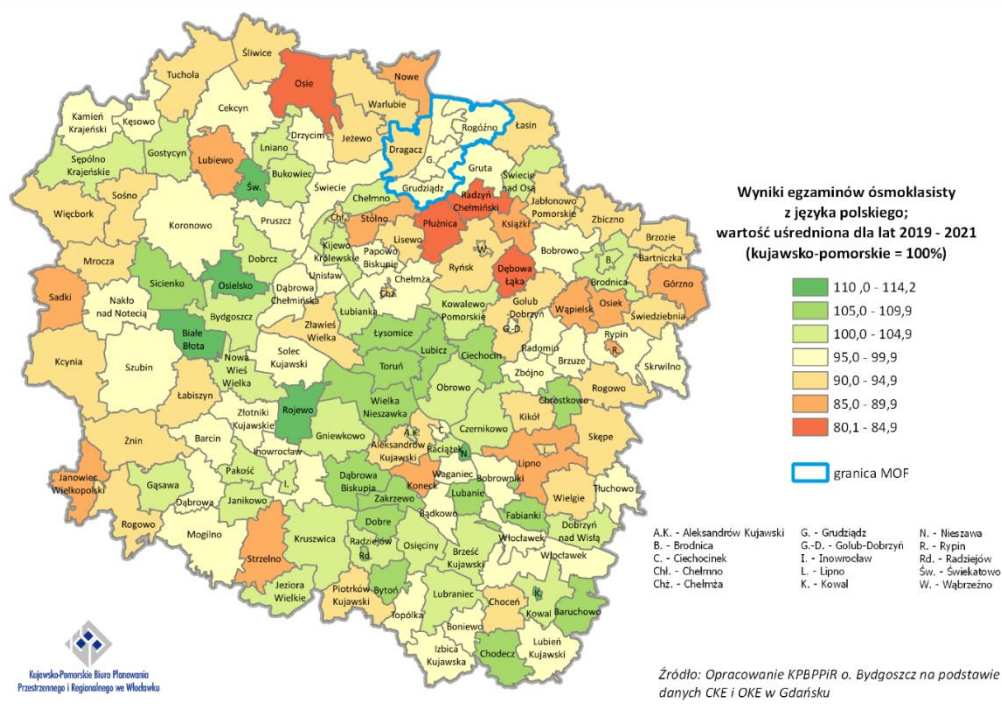 Śliwice
Tuchola
Osie
Nowe
Warlubie
Cekcyn
Kamień
Krajeński
Kęsowo
Rogóźno
Łasin
Drzycim
Jeżewo
Dragacz
Gostycyn
Lubiewo
Lniano
G.
Sępólno
Krajeńskie
Św.
Bukowiec
Świecie
Gruta
Świecie
nad Osą
Grudziądz
Radzyń
Chełmiński
Sośno
Chełmno
Jabłonowo
Pomorskie
Więcbork
Koronowo
Pruszcz
Chł.
Stolno
Płużnica
Książki
Zbiczno
Brzozie
Lisewo
W.
Bobrowo
B.
Bartniczka
Mrocza
Dobrcz
Kijewo
Królewskie
Papowo
Biskupie
Ryńsk
Dębowa
Łąka
Brodnica
Unisław
Chełmża
Górzno
Sadki
Sicienko
Osielsko
Dąbrowa
Chełmińska
Chż.
Golub
-Dobrzyń
Wąpielsk
Osiek
Nakło
nad Notecią
Łubianka
Kowalewo
Pomorskie
Świedziebnia
Bydgoszcz
Zławieś
Wielka
Łysomice
G.-D.
Rypin
Białe
Błota
Radomin
R.
Solec
Kujawski
Lubicz
Ciechocin
Brzuze
Kcynia
Szubin
Nowa
Wieś
Wielka
Toruń
Zbójno
Skrwilno
Łabiszyn
Obrowo
Rojewo
Wielka
Nieszawka
Chrostkowo
Rogowo
Złotniki
Kujawskie
Kikół
Żnin
Barcin
Gniewkowo
A.K.
C.
Czernikowo
Aleksandrów
Kujawski
Raciążek
N.
Skępe
Inowrocław
Lipno
Pakość
I.
Waganiec
Janowiec
Wielkopolski
Gąsawa
Dąbrowa
Biskupia
Koneck
Bobrowniki
Tłuchowo
Dąbrowa
Janikowo
Zakrzewo
Lubanie
Wielgie
Rogowo
Bądkowo
Fabianki
Mogilno
Kruszwica
Dobre
Dobrzyń
nad Wisłą
Strzelno
Radziejów
Osięciny
Włocławek
Rd.
Brześć
Kujawski
Włocławek
Jeziora
Wielkie
Piotrków
Kujawski
Bytoń
Lubraniec
Choceń
K.
Kowal
Baruchowo
Topólka
Boniewo
Izbica
Kujawska
Chodecz
Lubień
Kujawski
Wyniki egzaminów ósmoklasisty
z języka polskiego;
wartość uśredniona dla lat 2019 - 2021
(kujawsko-pomorskie = 100%)
110 ,0 - 114,2
105,0 - 109,9
100,0 - 104,9
95,0 - 99,9
90,0 - 94,9
85,0 - 89,9
80,1 - 84,9
granica MOF
A.K. - Aleksandrów Kujawski
B. - Brodnica
C. - Ciechocinek
Chł. - Chełmno
Chż. - Chełmża
G. - Grudziądz
G.-D. - Golub-Dobrzyń
I. - Inowrocław
L. - Lipno
K. - Kowal
N. - Nieszawa
R. - Rypin
Rd. - Radziejów
Św. - Świekatowo
W. - Wąbrzeźno
Kujawsko-Pomorskie Biuro Planowania
Przestrzennego i Regionalnego we Włocławku
Źródło: Opracowanie KPBPPiR o. Bydgoszcz na podstawie
danych CKE i OKE w Gdańsku